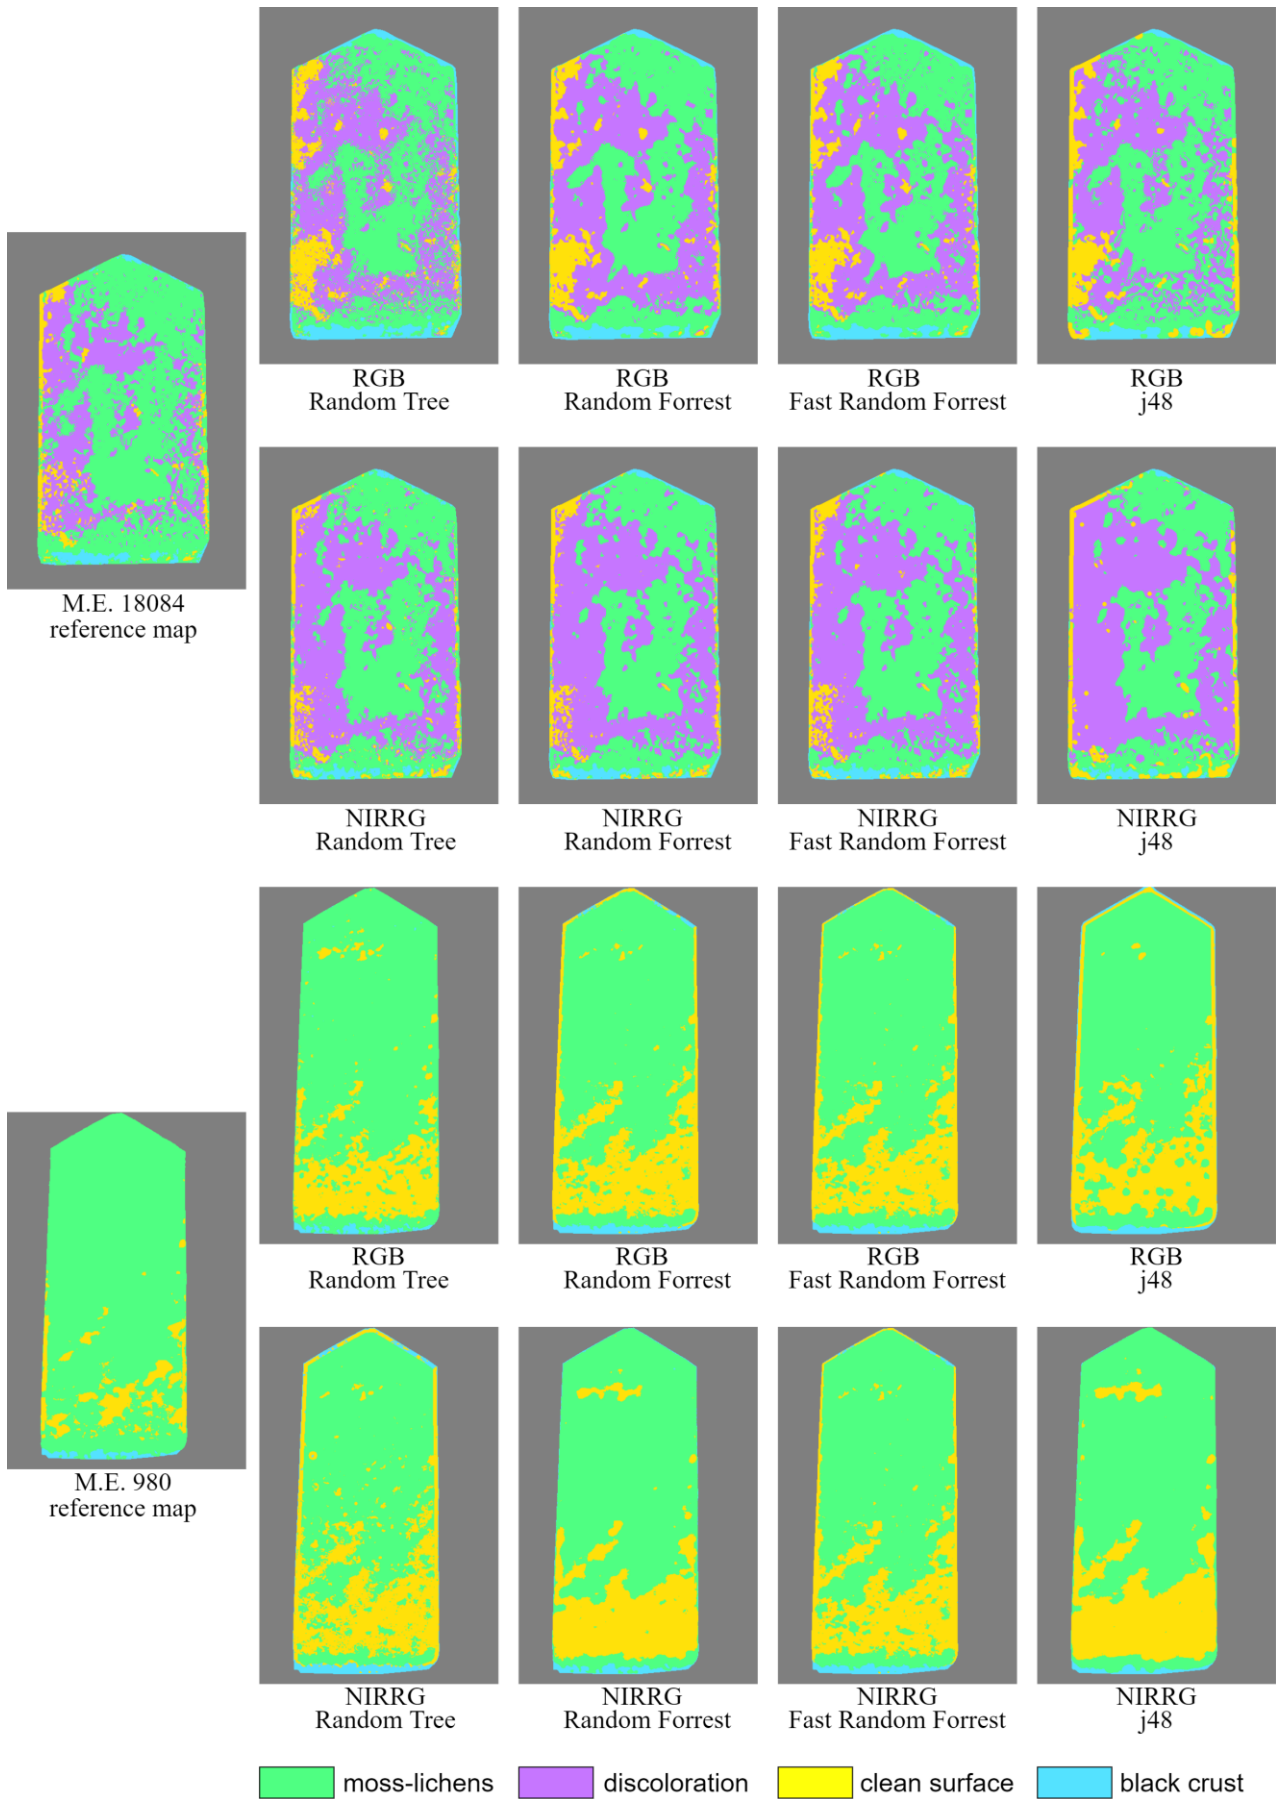 RGB
Random Tree
RGB
Random Forrest
RGB
Fast Random Forrest
RGB
j48
M.E. 18084
reference map
NIRRG
Random Tree
NIRRG
Random Forrest
NIRRG
Fast Random Forrest
NIRRG
j48
RGB
Random Tree
RGB
Random Forrest
RGB
Fast Random Forrest
RGB
j48
M.E. 980
reference map
NIRRG
Random Tree
NIRRG
Random Forrest
NIRRG
Fast Random Forrest
NIRRG
j48
moss-lichens
discoloration
clean surface
black crust